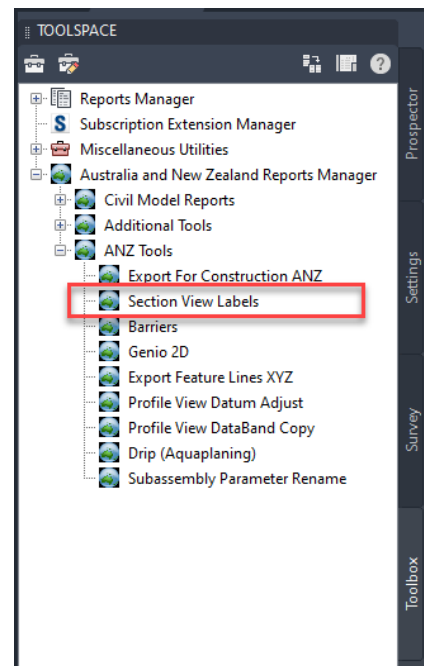 TOOLSPACE
Reports Manager
S Subscription Extension Manager
Miscellaneous Utilities
Australia and New Zealand Reports Manager
Civil Model Reports
Additional Tools
ANZ Tools
Export For Construction ANZ
Section View Labels
Barriers
Genio 2D
Export Feature Lines XYZ
Profile View Datum Adjust
Profile View DataBand Copy
Drip (Aquaplaning)
Subassembly Parameter Rename
Prospector
Settings
Survey
Toolbox